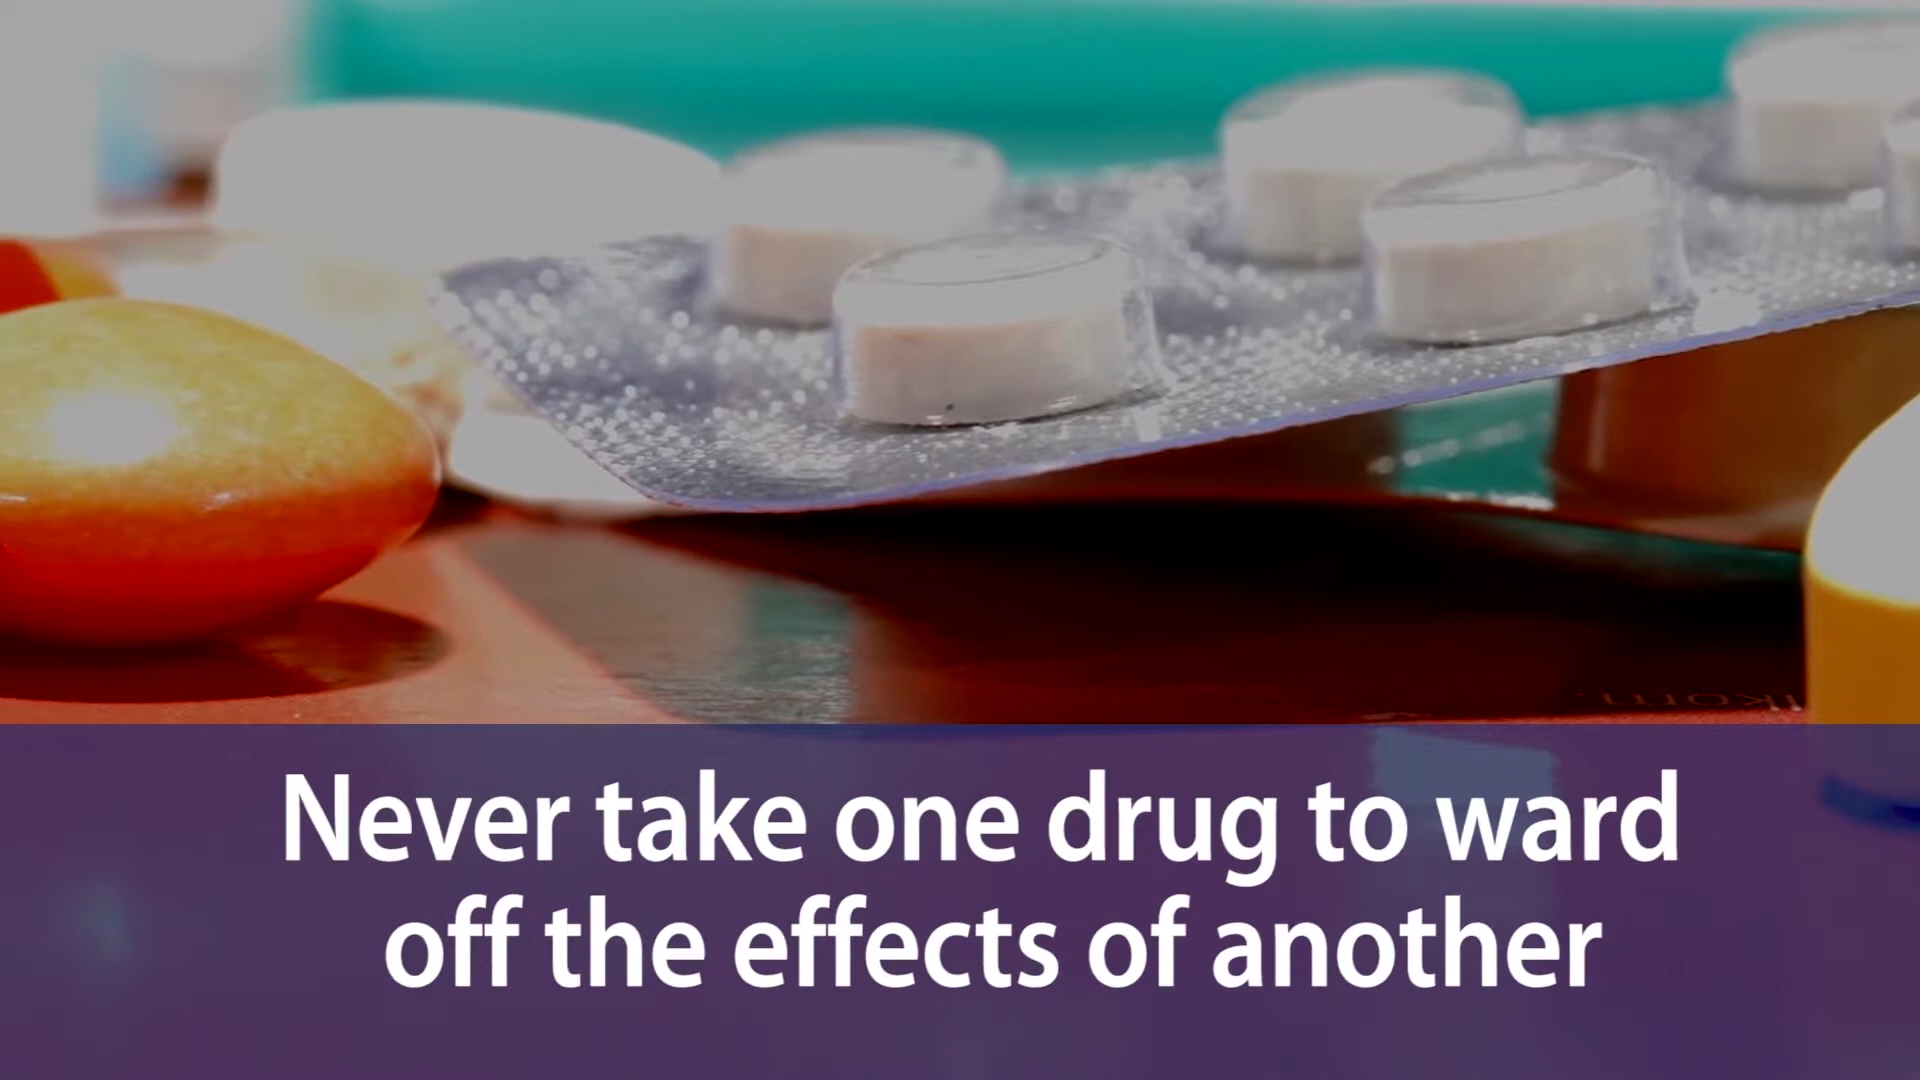 Never take one drug to ward
off the effects of another